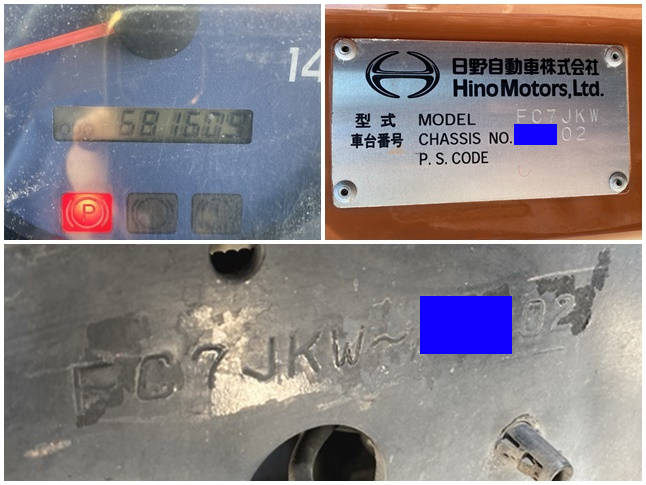 14
ODO 681609
P
日野自動車株式会社
Hino Motors, Ltd.
型式 MODEL FC7JKW
車台番号 CHASSIS NO. 02
P.S. CODE
FC7JKW~ 02